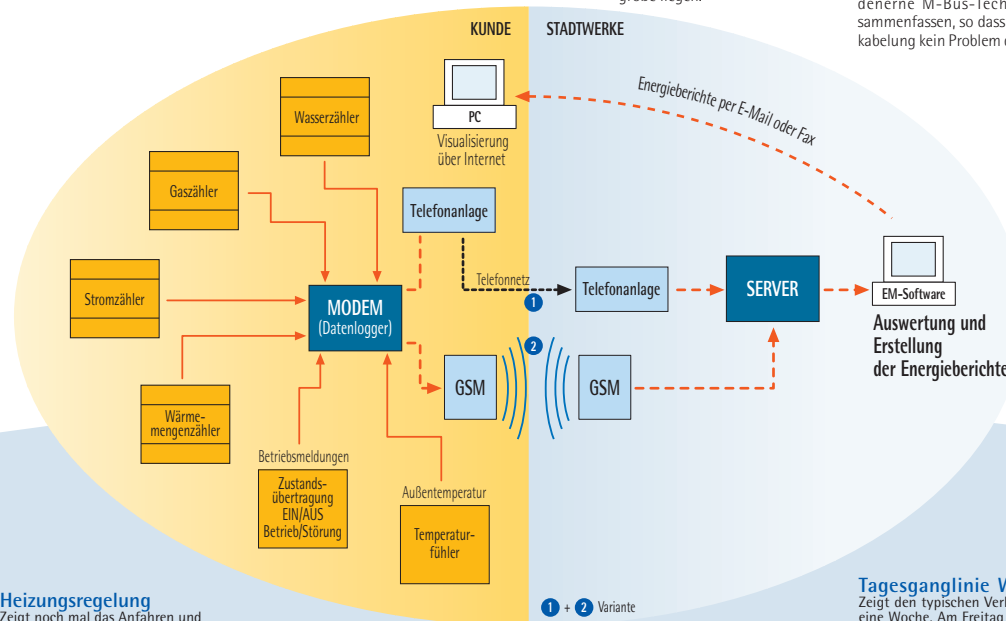 denerne M-Bus-Tech
sammenfassen, so dass
kabelung kein Problem
KUNDE
STADTWERKE
Wasserzähler
PC
Visualisierung
über Internet
Energieberichte per E-Mail oder Fax
Gaszähler
Telefonanlage
Stromzähler
MODEM
(Datenlogger)
Telefonnetz
1
Telefonanlage
SERVER
EM-Software
Auswertung und
Erstellung
der Energieberichte
2
GSM
GSM
Wärme-
mengenzähler
Betriebsmeldungen
Zustands-
übertragung
EIN/AUS
Betrieb/Störung
Außentemperatur
Temperatur-
fühler
1 + 2 Variante
Heizungsregelung
Zeigt noch mal das Anfahren und
Tagesganglinie W
Zeigt den typischen Verl
eine Woche. Am Freitag